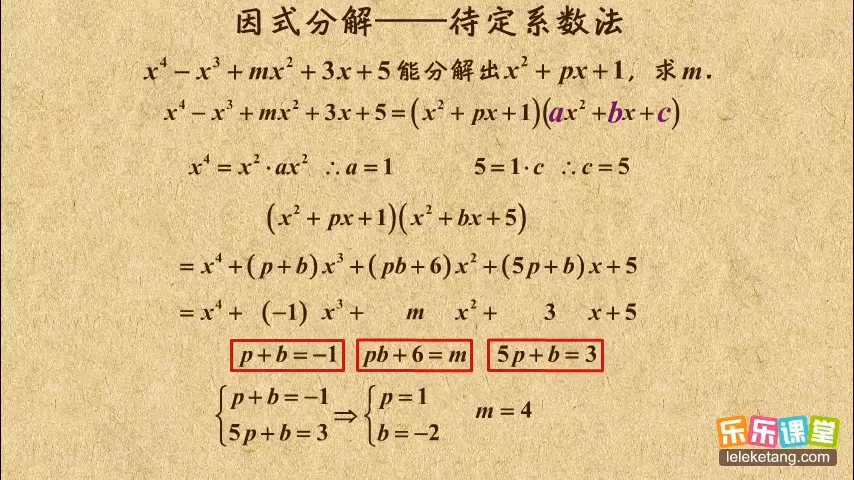 因式分解——待定系数法
x⁴ − x³ + mx² + 3x + 5 能分解出 x² + px + 1，求 m．
x⁴ − x³ + mx² + 3x + 5 = (x² + px + 1)(ax² + bx + c)
x⁴ = x² · ax² ∴ a = 1 5 = 1 · c ∴ c = 5
(x² + px + 1)(x² + bx + 5)
= x⁴ + (p + b)x³ + (pb + 6)x² + (5p + b)x + 5
= x⁴ + (−1) x³ + m x² + 3 x + 5
p + b = −1 pb + 6 = m 5p + b = 3
{ p + b = −1 ⇒ { p = 1 m = 4
5p + b = 3 b = −2
乐乐课堂
leleketang.com